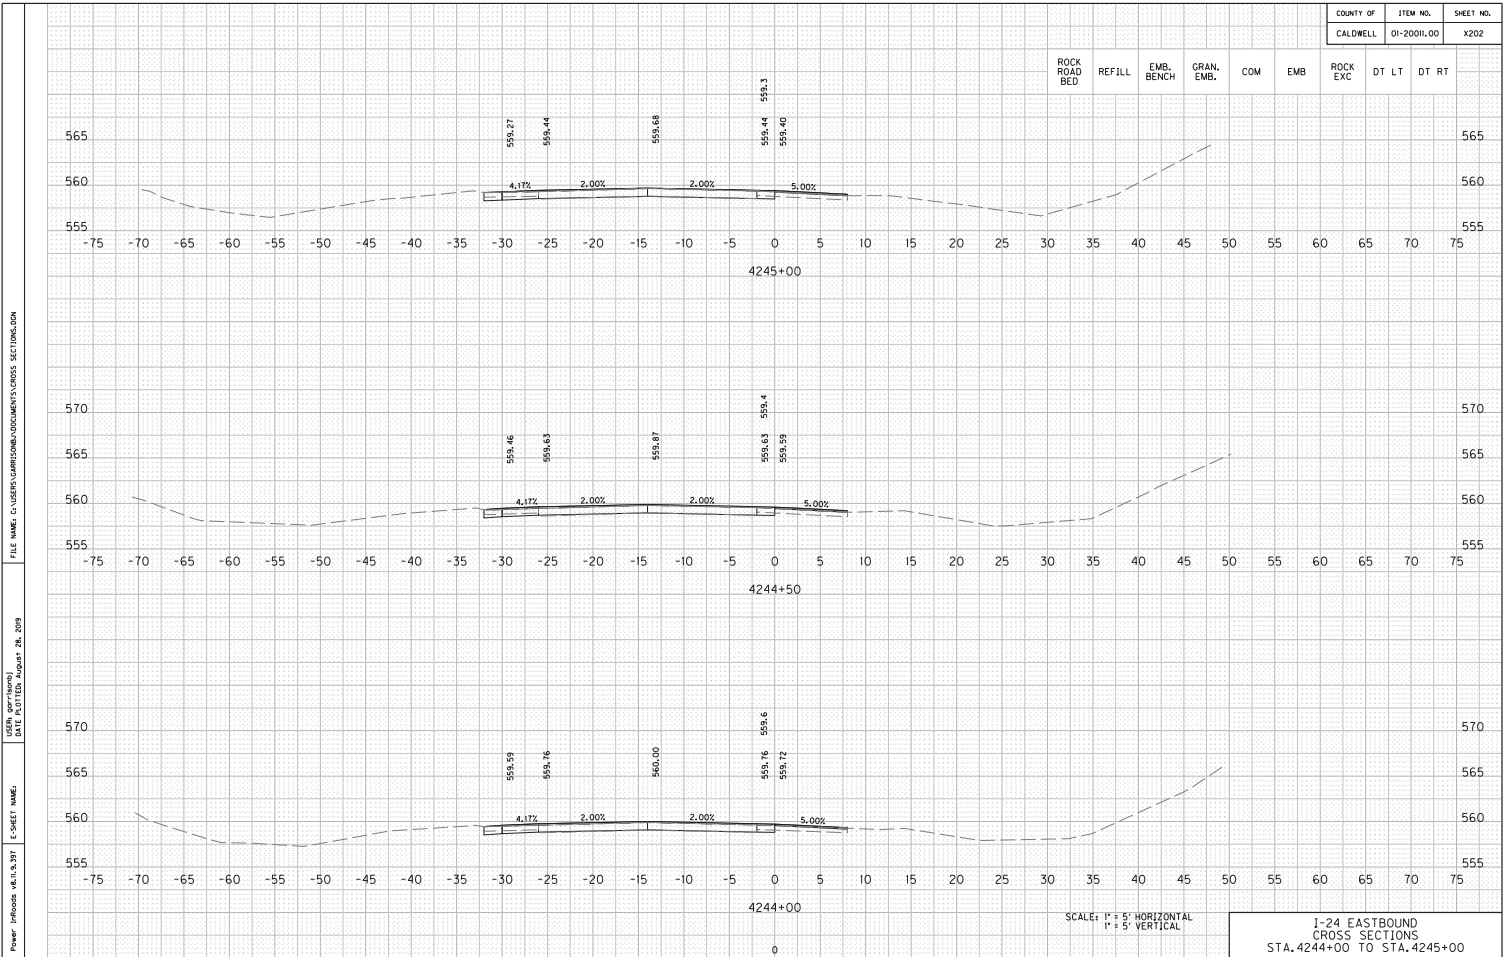 COUNTY OF ITEM NO. SHEET NO.
CALDWELL 01-20011.00 X202
ROCK ROAD BED REFILL EMB. BENCH GRAN. EMB. COM EMB ROCK EXC DT LT DT RT
559.3
559.27 559.44 559.68 559.44 559.40
565 565
560 4.17% 2.00% 2.00% 5.00% 560
555 555
-75 -70 -65 -60 -55 -50 -45 -40 -35 -30 -25 -20 -15 -10 -5 0 5 10 15 20 25 30 35 40 45 50 55 60 65 70 75
4245+00
559.4
570 570
559.46 559.63 559.87 559.63 559.59
565 565
560 4.17% 2.00% 2.00% 5.00% 560
555 555
-75 -70 -65 -60 -55 -50 -45 -40 -35 -30 -25 -20 -15 -10 -5 0 5 10 15 20 25 30 35 40 45 50 55 60 65 70 75
4244+50
559.6
570 570
559.59 559.76 560.00 559.76 559.72
565 565
560 4.17% 2.00% 2.00% 5.00% 560
555 555
-75 -70 -65 -60 -55 -50 -45 -40 -35 -30 -25 -20 -15 -10 -5 0 5 10 15 20 25 30 35 40 45 50 55 60 65 70 75
4244+00
0
SCALE: 1" = 5' HORIZONTAL
1" = 5' VERTICAL
I-24 EASTBOUND
CROSS SECTIONS
STA. 4244+00 TO STA. 4245+00
FILE NAME: C:\USERS\GARRISONBJ\DOCUMENTS\CROSS SECTIONS.DGN
USER: garrisonbj
DATE PLOTTED: August 28, 2019
E-SHEET NAME:
Power InRoads v8.11.9.397